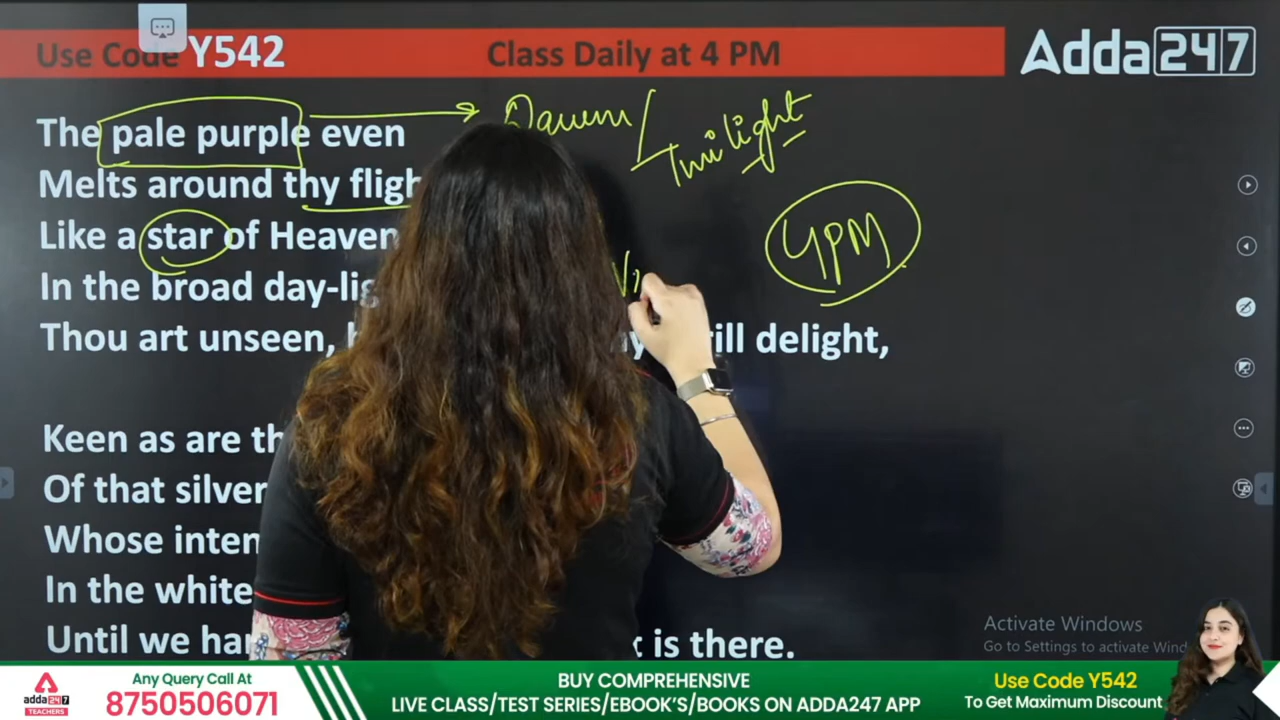 Use Code Y542
Class Daily at 4 PM
Adda247
The pale purple even
Dawn/
Twilight
Melts around thy fligh
Like a star of Heaven
4PM
In the broad day-lig
Thou art unseen, ill delight,
Keen as are th
Of that silver
Whose inten
In the white
Until we ha is there.
Activate Windows
Go to Settings to activate Wind
adda247
TEACHERS
Any Query Call At
8750506071
BUY COMPREHENSIVE
LIVE CLASS/TEST SERIES/EBOOK'S/BOOKS ON ADDA247 APP
Use Code Y542
To Get Maximum Discount